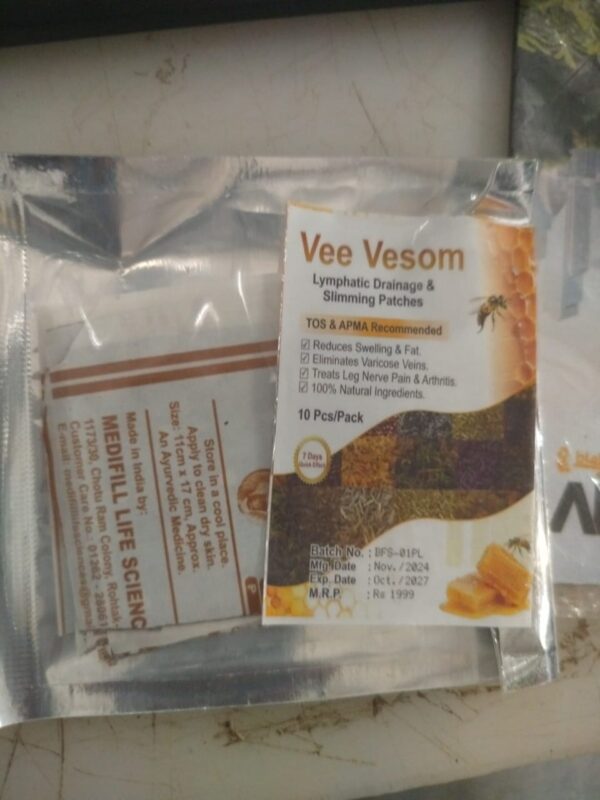 Vee Vesom
Lymphatic Drainage &
Slimming Patches
TOS & APMA Recommended
☑ Reduces Swelling & Fat.
☑ Eliminates Varicose Veins.
☑ Treats Leg Nerve Pain & Arthritis.
☑ 100% Natural Ingredients.
10 Pcs/Pack
7 Days
Batch No. : BFS-01PL
Mfg. Date : Nov. / 2024
Exp. Date : Oct. / 2027
M.R.P. : Rs 1999
Store in a cool place.
Apply to clean dry skin.
Size: 11cm x 17 cm. Approx.
An Ayurvedic Medicine.
Made in India by:
MEDIFILL LIFE SCIENC
1173/30, Chotu Ram Colony, Rohtak-
Customer Care No.: 01262 -
E-mail: